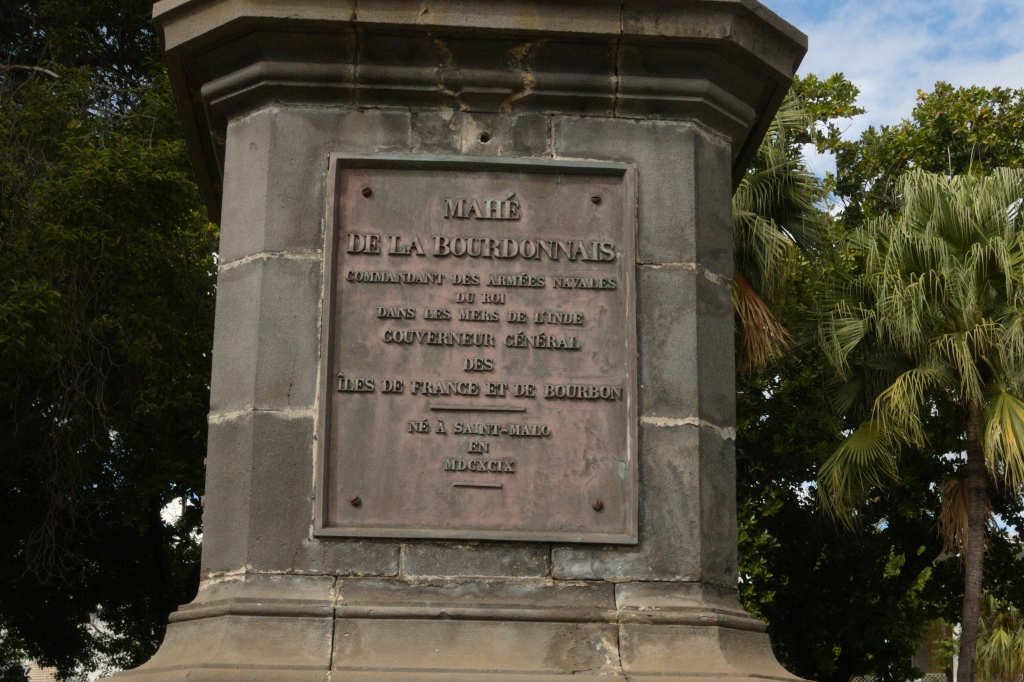 MAHÉ
DE LA BOURDONNAIS
COMMANDANT DES ARMÉES NAVALES
DU ROI
DANS LES MERS DE L'INDE
GOUVERNEUR GÉNÉRAL
DES
ÎLES DE FRANCE ET DE BOURBON
NÉ À SAINT-MALO
EN
MDCXCIX